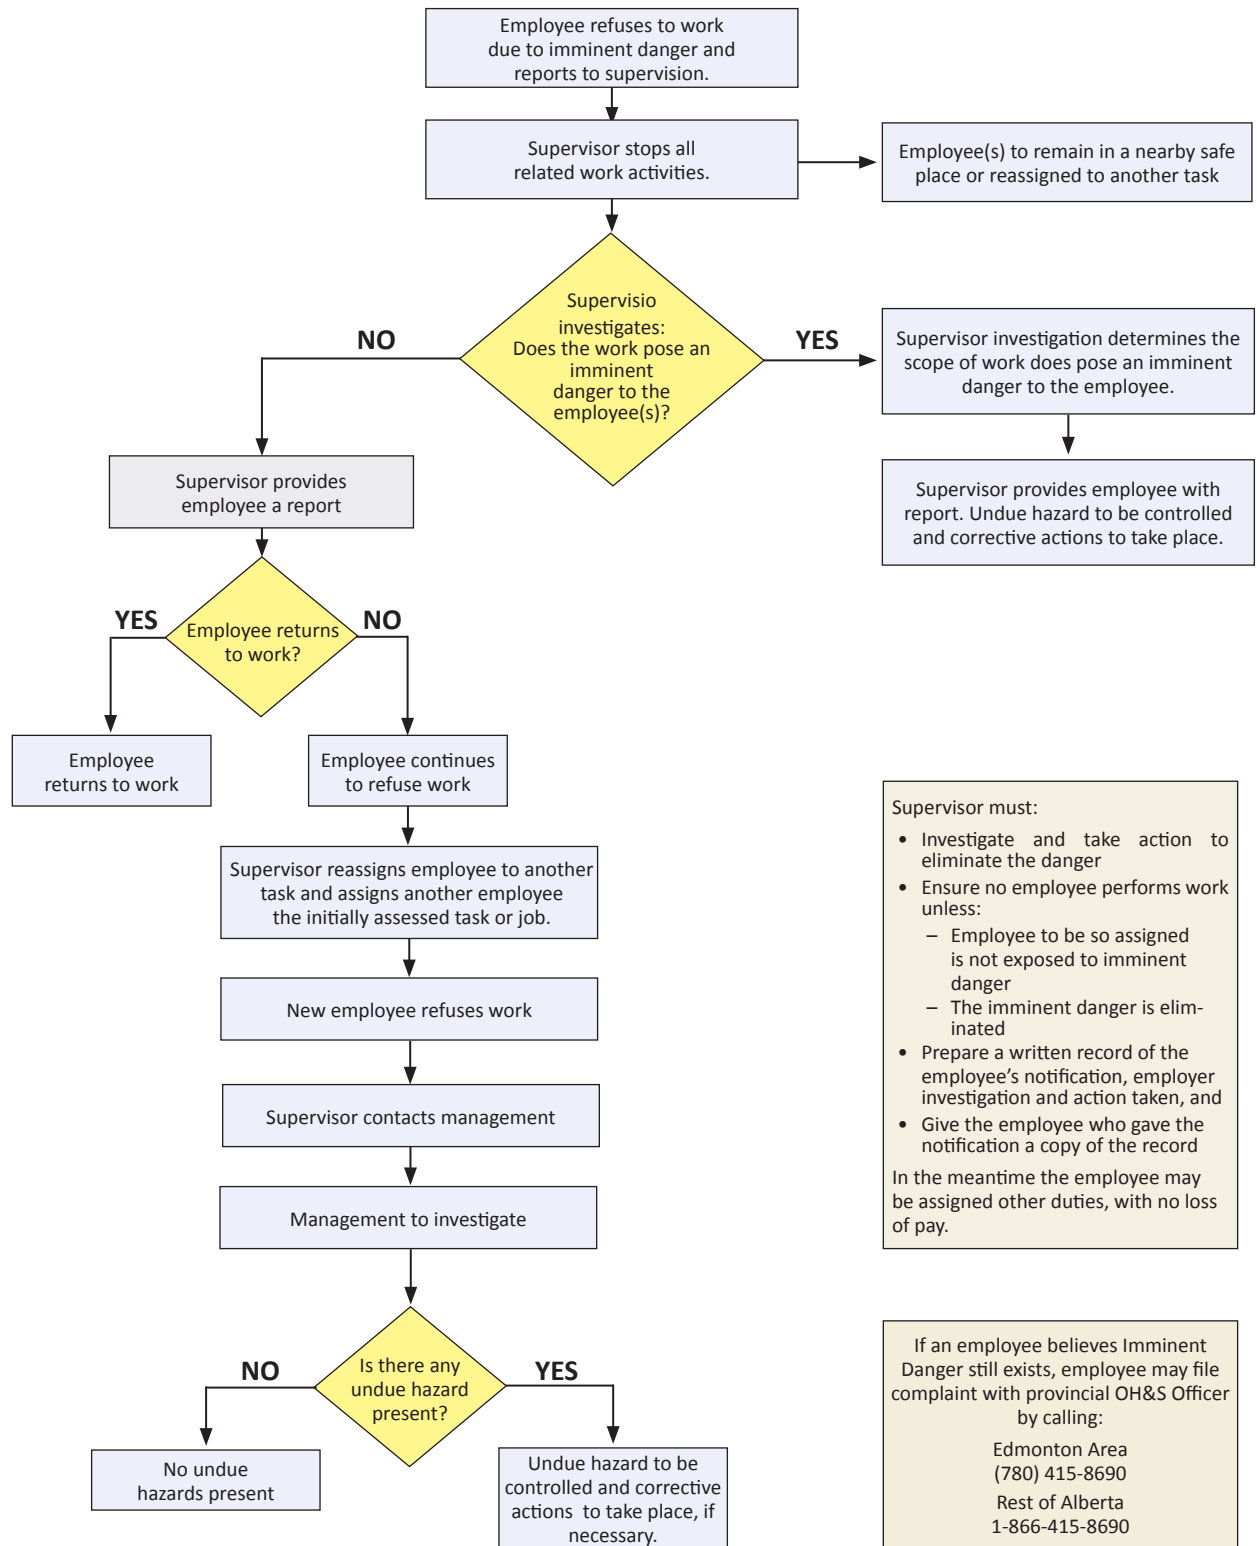 Employee refuses to work
due to imminent danger and
reports to supervision.
Supervisor stops all
related work activities.
Employee(s) to remain in a nearby safe
place or reassigned to another task
Supervisio
investigates:
Does the work pose an
imminent
danger to the
employee(s)?
NO
YES
Supervisor investigation determines the
scope of work does pose an imminent
danger to the employee.
Supervisor provides employee with
report. Undue hazard to be controlled
and corrective actions to take place.
Supervisor provides
employee a report
YES
NO
Employee returns
to work?
Employee
returns to work
Employee continues
to refuse work
Supervisor reassigns employee to another
task and assigns another employee
the initially assessed task or job.
New employee refuses work
Supervisor contacts management
Management to investigate
NO
YES
Is there any
undue hazard
present?
No undue
hazards present
Undue hazard to be
controlled and corrective
actions to take place, if
necessary.
Supervisor must:
• Investigate and take action to
eliminate the danger
• Ensure no employee performs work
unless:
– Employee to be so assigned
is not exposed to imminent
danger
– The imminent danger is elim-
inated
• Prepare a written record of the
employee's notification, employer
investigation and action taken, and
• Give the employee who gave the
notification a copy of the record
In the meantime the employee may
be assigned other duties, with no loss
of pay.
If an employee believes Imminent
Danger still exists, employee may file
complaint with provincial OH&S Officer
by calling:
Edmonton Area
(780) 415-8690
Rest of Alberta
1-866-415-8690